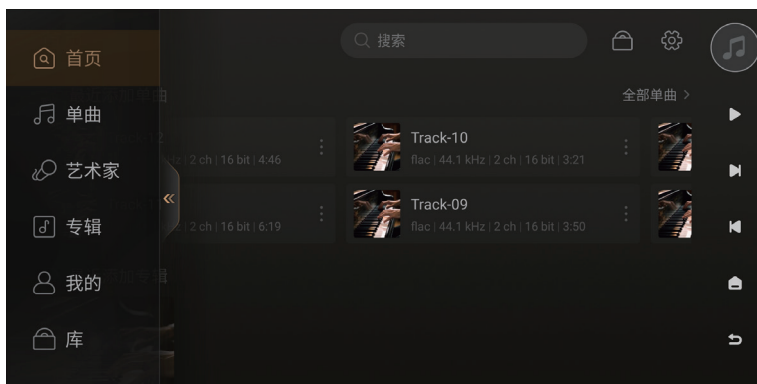 首页
单曲
艺术家
专辑
我的
库
搜索
全部单曲 >
2 ch | 16 bit | 4:46
Track-10
flac | 44.1 kHz | 2 ch | 16 bit | 3:21
2 ch | 16 bit | 6:19
Track-09
flac | 44.1 kHz | 2 ch | 16 bit | 3:50